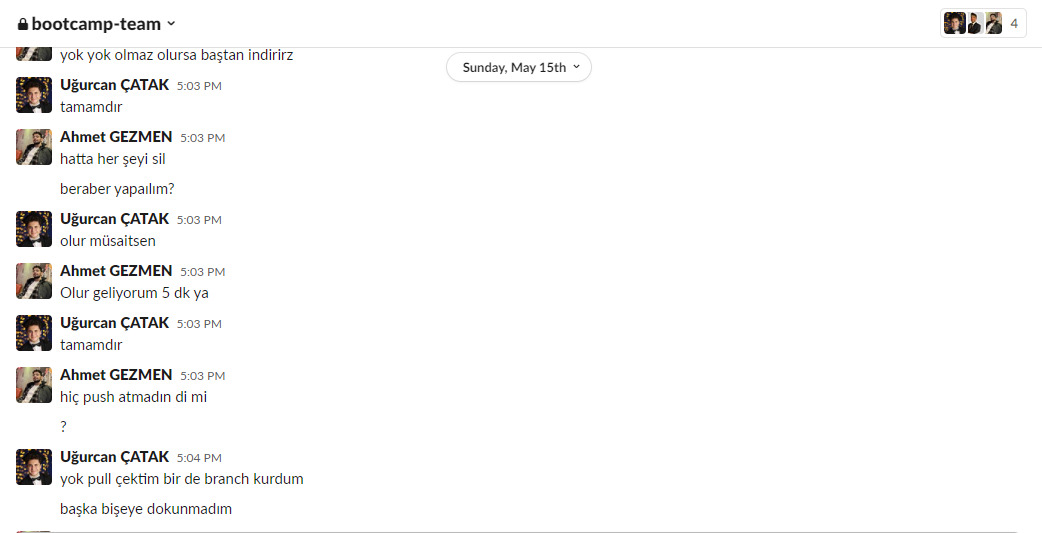 bootcamp-team
4
yok yok olmaz olursa baştan indirirz
Sunday, May 15th
Uğurcan ÇATAK 5:03 PM
tamamdır
Ahmet GEZMEN 5:03 PM
hatta her şeyi sil
beraber yapaılım?
Uğurcan ÇATAK 5:03 PM
olur müsaitsen
Ahmet GEZMEN 5:03 PM
Olur geliyorum 5 dk ya
Uğurcan ÇATAK 5:03 PM
tamamdır
Ahmet GEZMEN 5:03 PM
hiç push atmadın di mi
?
Uğurcan ÇATAK 5:04 PM
yok pull çektim bir de branch kurdum
başka bişeye dokunmadım